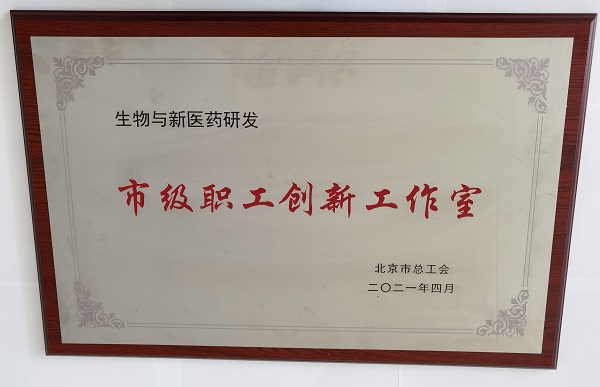 生物与新医药研发
市级职工创新工作室
北京市总工会
二〇二一年四月